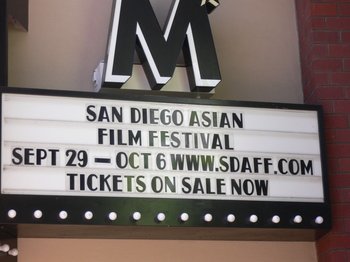 M
SAN DIEGO ASIAN
FILM FESTIVAL
SEPT 29 — OCT 6 WWW.SDAFF.COM
TICKETS ON SALE NOW